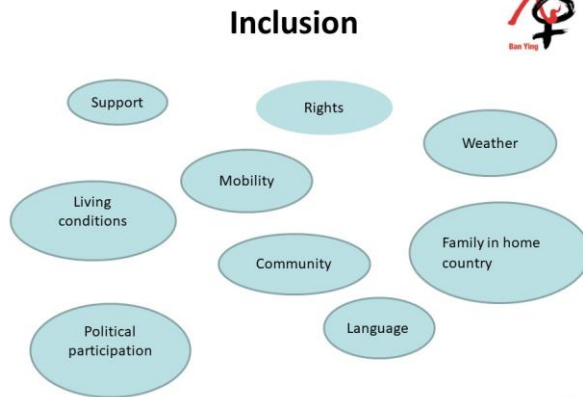 Inclusion
Ban Ying
Support
Rights
Weather
Mobility
Living
conditions
Family in home
country
Community
Language
Political
participation